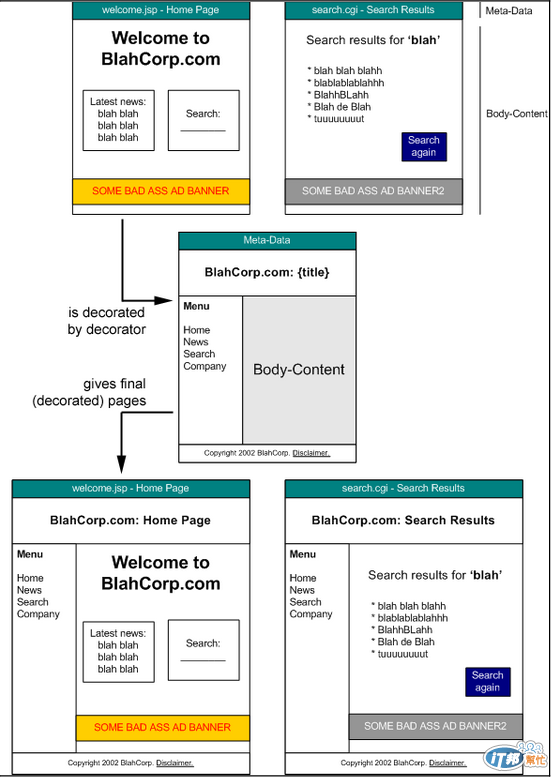 welcome.jsp - Home Page
Welcome to
BlahCorp.com
Latest news:
blah blah
blah blah
blah blah
Search:
SOME BAD ASS AD BANNER
search.cgi - Search Results
Search results for ‘blah’
* blah blah blahh
* blablablablahhh
* BlahhBLahh
* Blah de Blah
* tuuuuuuuut
Search
again
SOME BAD ASS AD BANNER2
Meta-Data
Body-Content
is decorated
by decorator
Meta-Data
BlahCorp.com: {title}
Menu
Home
News
Search
Company
Body-Content
Copyright 2002 BlahCorp. Disclaimer.
gives final
(decorated) pages
welcome.jsp - Home Page
BlahCorp.com: Home Page
Menu
Home
News
Search
Company
Welcome to
BlahCorp.com
Latest news:
blah blah
blah blah
blah blah
Search:
SOME BAD ASS AD BANNER
Copyright 2002 BlahCorp. Disclaimer.
search.cgi - Search Results
BlahCorp.com: Search Results
Menu
Home
News
Search
Company
Search results for ‘blah’
* blah blah blahh
* blablablablahhh
* BlahhBLahh
* Blah de Blah
* tuuuuuuuut
Search
again
SOME BAD ASS AD BANNER2
Copyright 2002 BlahCorp. Disclaimer.
iT邦幫忙